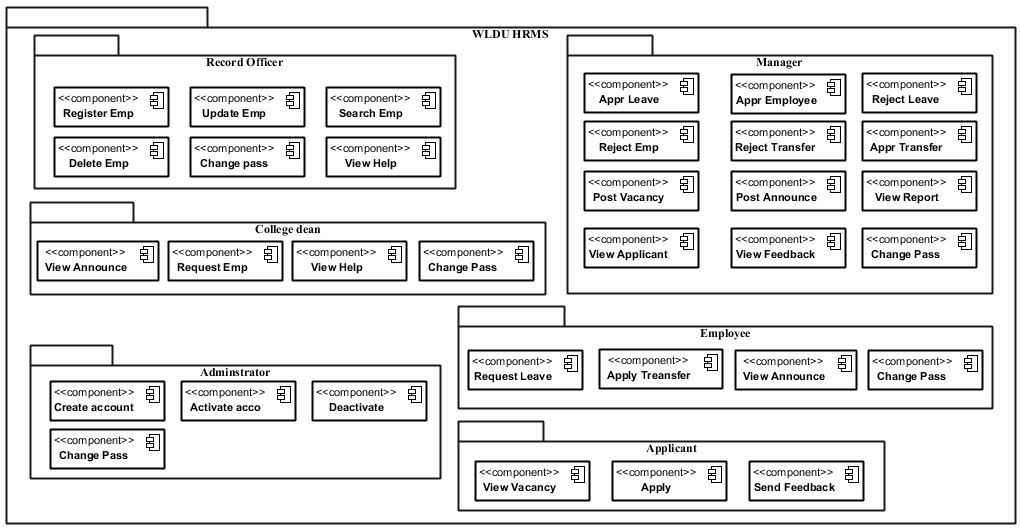 WLDU HRMS
Record Officer
<<component>> <<component>> <<component>>
Register Emp Update Emp Search Emp
<<component>> <<component>> <<component>>
Delete Emp Change pass View Help
Manager
<<component>> <<component>> <<component>>
Appr Leave Appr Employee Reject Leave
<<component>> <<component>> <<component>>
Reject Emp Reject Transfer Appr Transfer
<<component>> <<component>> <<component>>
Post Vacancy Post Announce View Report
<<component>> <<component>> <<component>>
View Applicant View Feedback Change Pass
College dean
<<component>> <<component>> <<component>> <<component>>
View Announce Request Emp View Help Change Pass
Employee
<<component>> <<component>> <<component>> <<component>>
Request Leave Apply Treansfer View Announce Change Pass
Adminstrator
<<component>> <<component>> <<component>>
Create account Activate acco Deactivate
<<component>>
Change Pass
Applicant
<<component>> <<component>> <<component>>
View Vacancy Apply Send Feedback